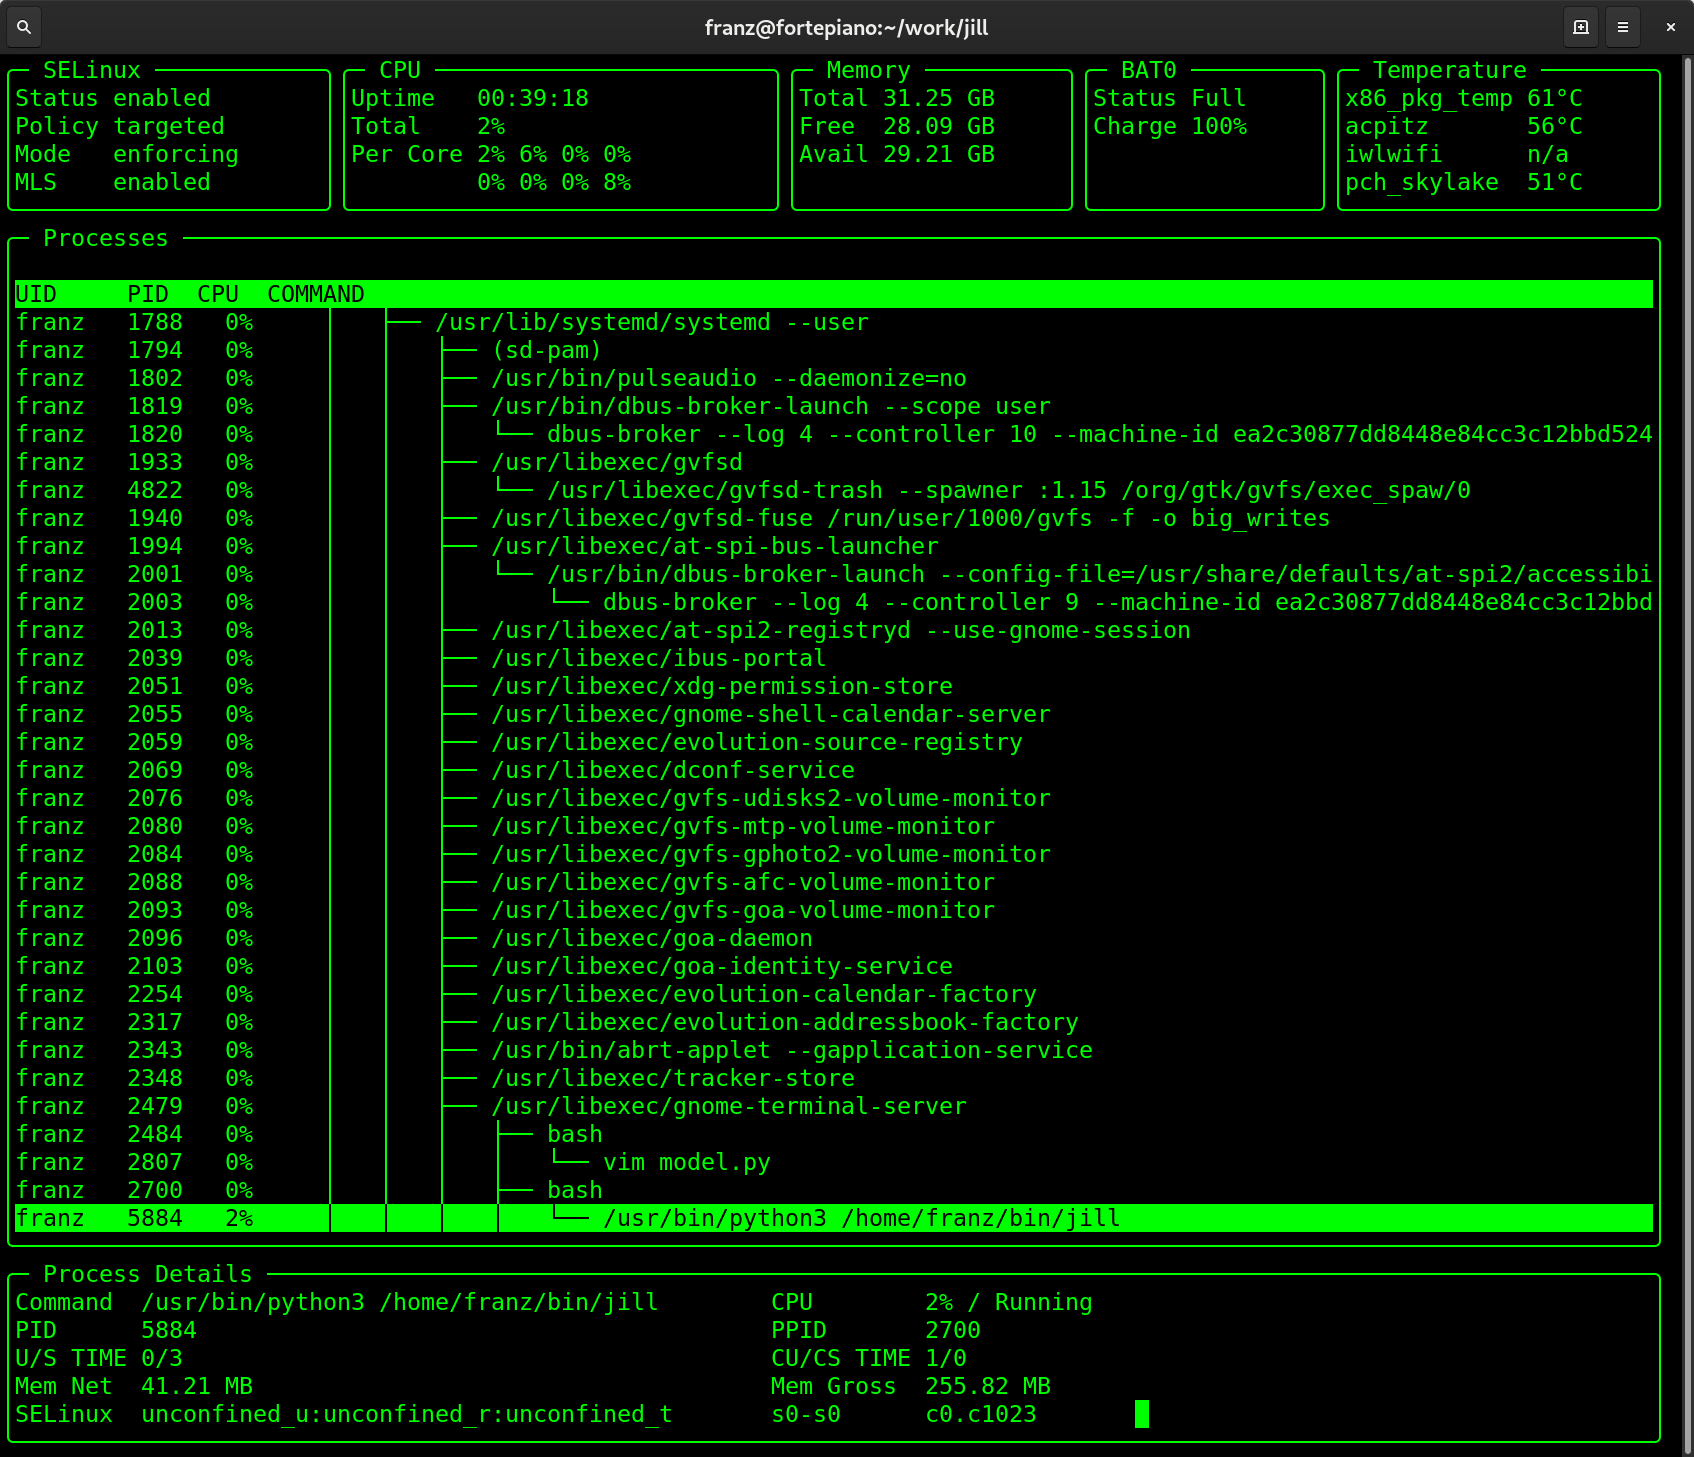 franz@fortepiano:~/work/jill
SELinux
Status enabled
Policy targeted
Mode enforcing
MLS enabled
CPU
Uptime 00:39:18
Total 2%
Per Core 2% 6% 0% 0%
0% 0% 0% 8%
Memory
Total 31.25 GB
Free 28.09 GB
Avail 29.21 GB
BAT0
Status Full
Charge 100%
Temperature
x86_pkg_temp 61°C
acpitz 56°C
iwlwifi n/a
pch_skylake 51°C
Processes
UID PID CPU COMMAND
franz 1788 0% /usr/lib/systemd/systemd --user
franz 1794 0% (sd-pam)
franz 1802 0% /usr/bin/pulseaudio --daemonize=no
franz 1819 0% /usr/bin/dbus-broker-launch --scope user
franz 1820 0% dbus-broker --log 4 --controller 10 --machine-id ea2c30877dd8448e84cc3c12bbd524
franz 1933 0% /usr/libexec/gvfsd
franz 4822 0% /usr/libexec/gvfsd-trash --spawner :1.15 /org/gtk/gvfs/exec_spaw/0
franz 1940 0% /usr/libexec/gvfsd-fuse /run/user/1000/gvfs -f -o big_writes
franz 1994 0% /usr/libexec/at-spi-bus-launcher
franz 2001 0% /usr/bin/dbus-broker-launch --config-file=/usr/share/defaults/at-spi2/accessibi
franz 2003 0% dbus-broker --log 4 --controller 9 --machine-id ea2c30877dd8448e84cc3c12bbd
franz 2013 0% /usr/libexec/at-spi2-registryd --use-gnome-session
franz 2039 0% /usr/libexec/ibus-portal
franz 2051 0% /usr/libexec/xdg-permission-store
franz 2055 0% /usr/libexec/gnome-shell-calendar-server
franz 2059 0% /usr/libexec/evolution-source-registry
franz 2069 0% /usr/libexec/dconf-service
franz 2076 0% /usr/libexec/gvfs-udisks2-volume-monitor
franz 2080 0% /usr/libexec/gvfs-mtp-volume-monitor
franz 2084 0% /usr/libexec/gvfs-gphoto2-volume-monitor
franz 2088 0% /usr/libexec/gvfs-afc-volume-monitor
franz 2093 0% /usr/libexec/gvfs-goa-volume-monitor
franz 2096 0% /usr/libexec/goa-daemon
franz 2103 0% /usr/libexec/goa-identity-service
franz 2254 0% /usr/libexec/evolution-calendar-factory
franz 2317 0% /usr/libexec/evolution-addressbook-factory
franz 2343 0% /usr/bin/abrt-applet --gapplication-service
franz 2348 0% /usr/libexec/tracker-store
franz 2479 0% /usr/libexec/gnome-terminal-server
franz 2484 0% bash
franz 2807 0% vim model.py
franz 2700 0% bash
franz 5884 2% /usr/bin/python3 /home/franz/bin/jill
Process Details
Command /usr/bin/python3 /home/franz/bin/jill CPU 2% / Running
PID 5884 PPID 2700
U/S TIME 0/3 CU/CS TIME 1/0
Mem Net 41.21 MB Mem Gross 255.82 MB
SELinux unconfined_u:unconfined_r:unconfined_t s0-s0 c0.c1023